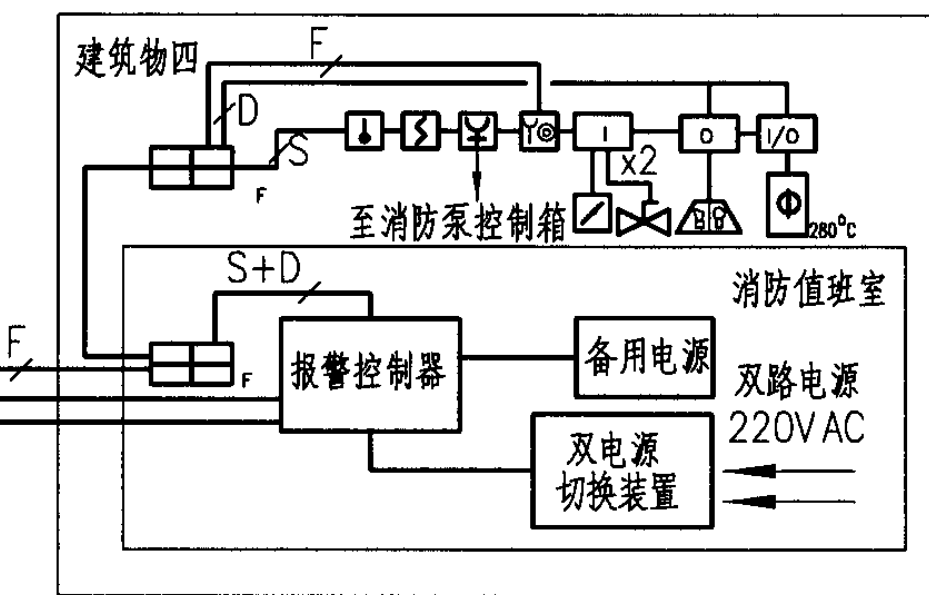 建筑物四
F
D
S
F
I
O
I/O
x2
280°C
至消防泵控制箱
S+D
消防值班室
F
F
报警控制器
备用电源
双路电源
220V AC
双电源
切换装置